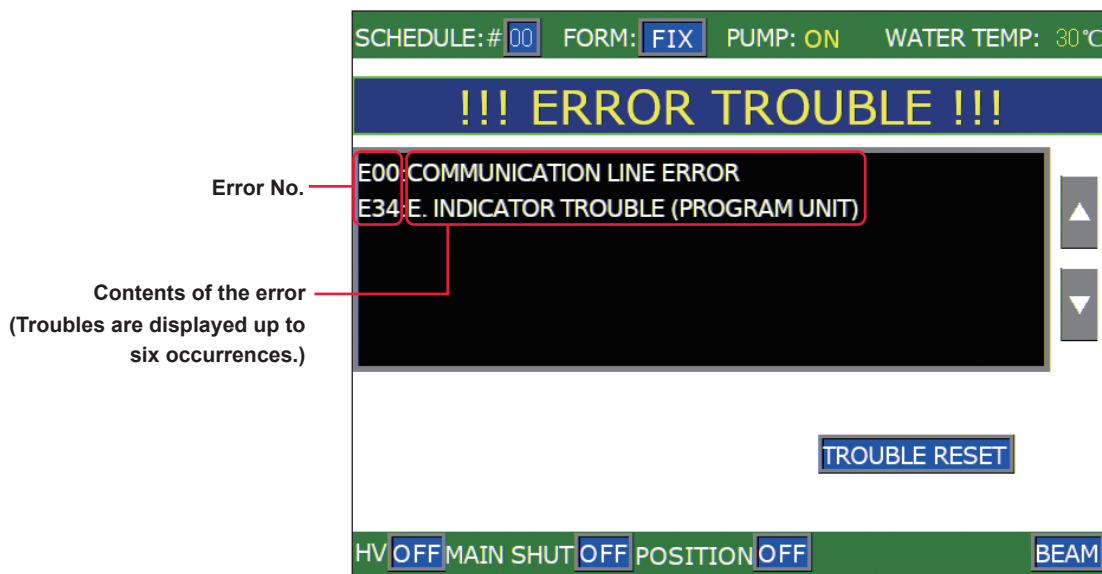 SCHEDULE:# 00 FORM: FIX PUMP: ON WATER TEMP: 30℃
!!! ERROR TROUBLE !!!
E00:COMMUNICATION LINE ERROR
E34:E. INDICATOR TROUBLE (PROGRAM UNIT)
Error No.
Contents of the error
(Troubles are displayed up to
six occurrences.)
▲
▼
TROUBLE RESET
HV OFF MAIN SHUT OFF POSITION OFF BEAM